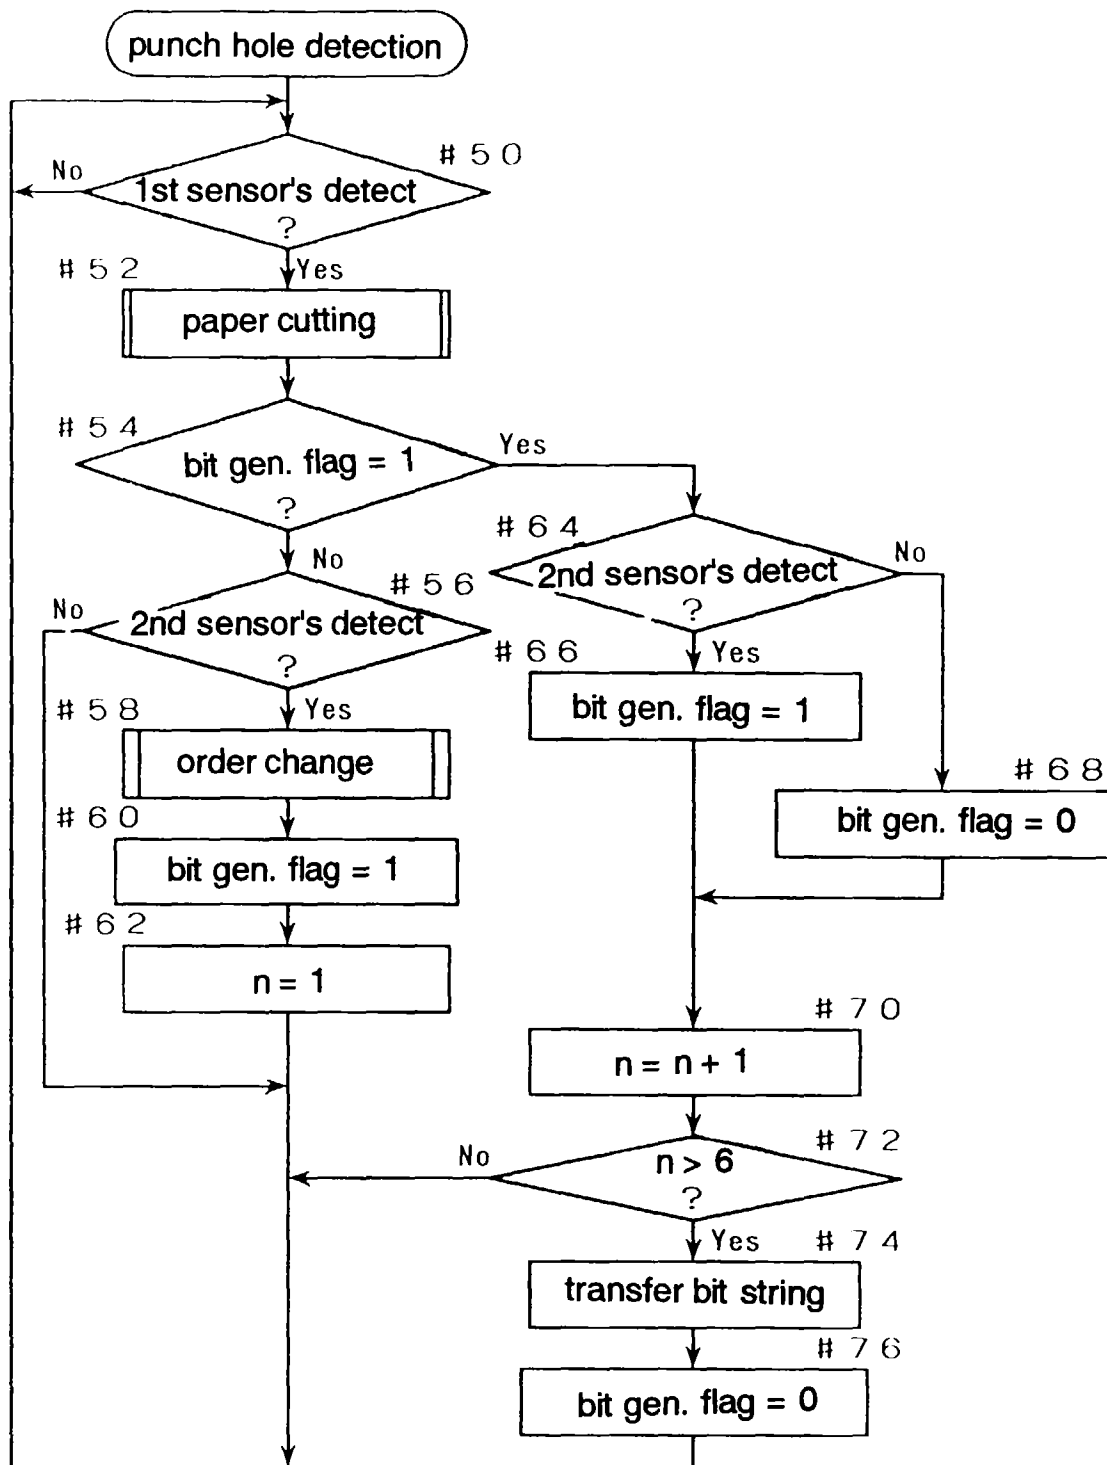 punch hole detection
#50
No
1st sensor's detect
?
#52
Yes
paper cutting
#54
Yes
bit gen. flag = 1
?
No
#64
No
2nd sensor's detect
?
#56
No
2nd sensor's detect
?
#66
Yes
bit gen. flag = 1
#58
Yes
order change
#68
bit gen. flag = 0
#60
bit gen. flag = 1
#62
n = 1
#70
n = n + 1
#72
No
n > 6
?
Yes
#74
transfer bit string
#76
bit gen. flag = 0